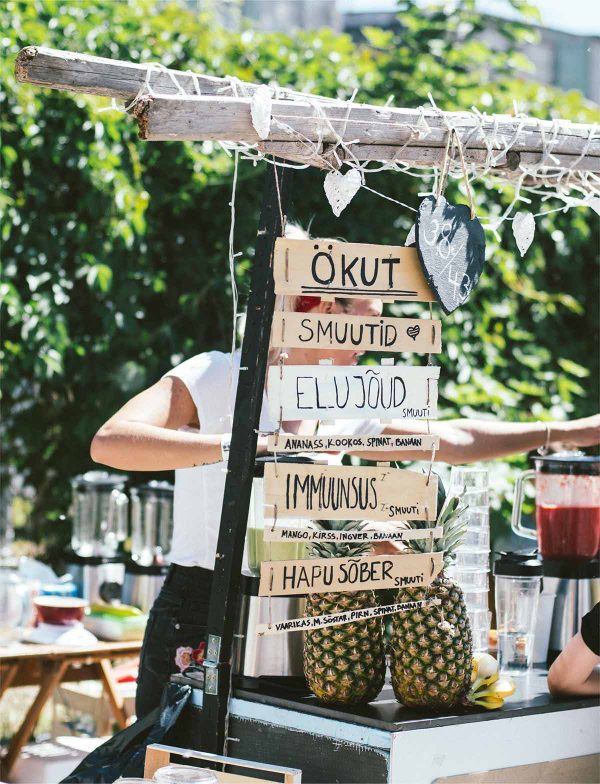 ÖKUT
SMUUTID
ELUJÕUD SMUUTI
ANANASS, KOOKOS, SPINAT, BANAAN
IMMUUNSUS -SMUUTI
MANGO, KIRSS, INGVER, BANAAN
HAPU SÕBER SMUUTI
VAARIKAS, M. SÕSTAR, PIRN, SPINAT, BANAAN